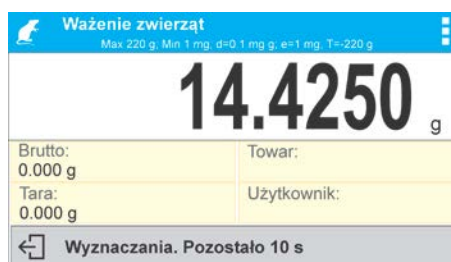 Ważenie zwierząt
Max 220 g; Min 1 mg, d=0.1 mg g; e=1 mg, T=-220 g
14.4250 g
Brutto:
0.000 g
Towar:
Tara:
0.000 g
Użytkownik:
Wyznaczania. Pozostało 10 s